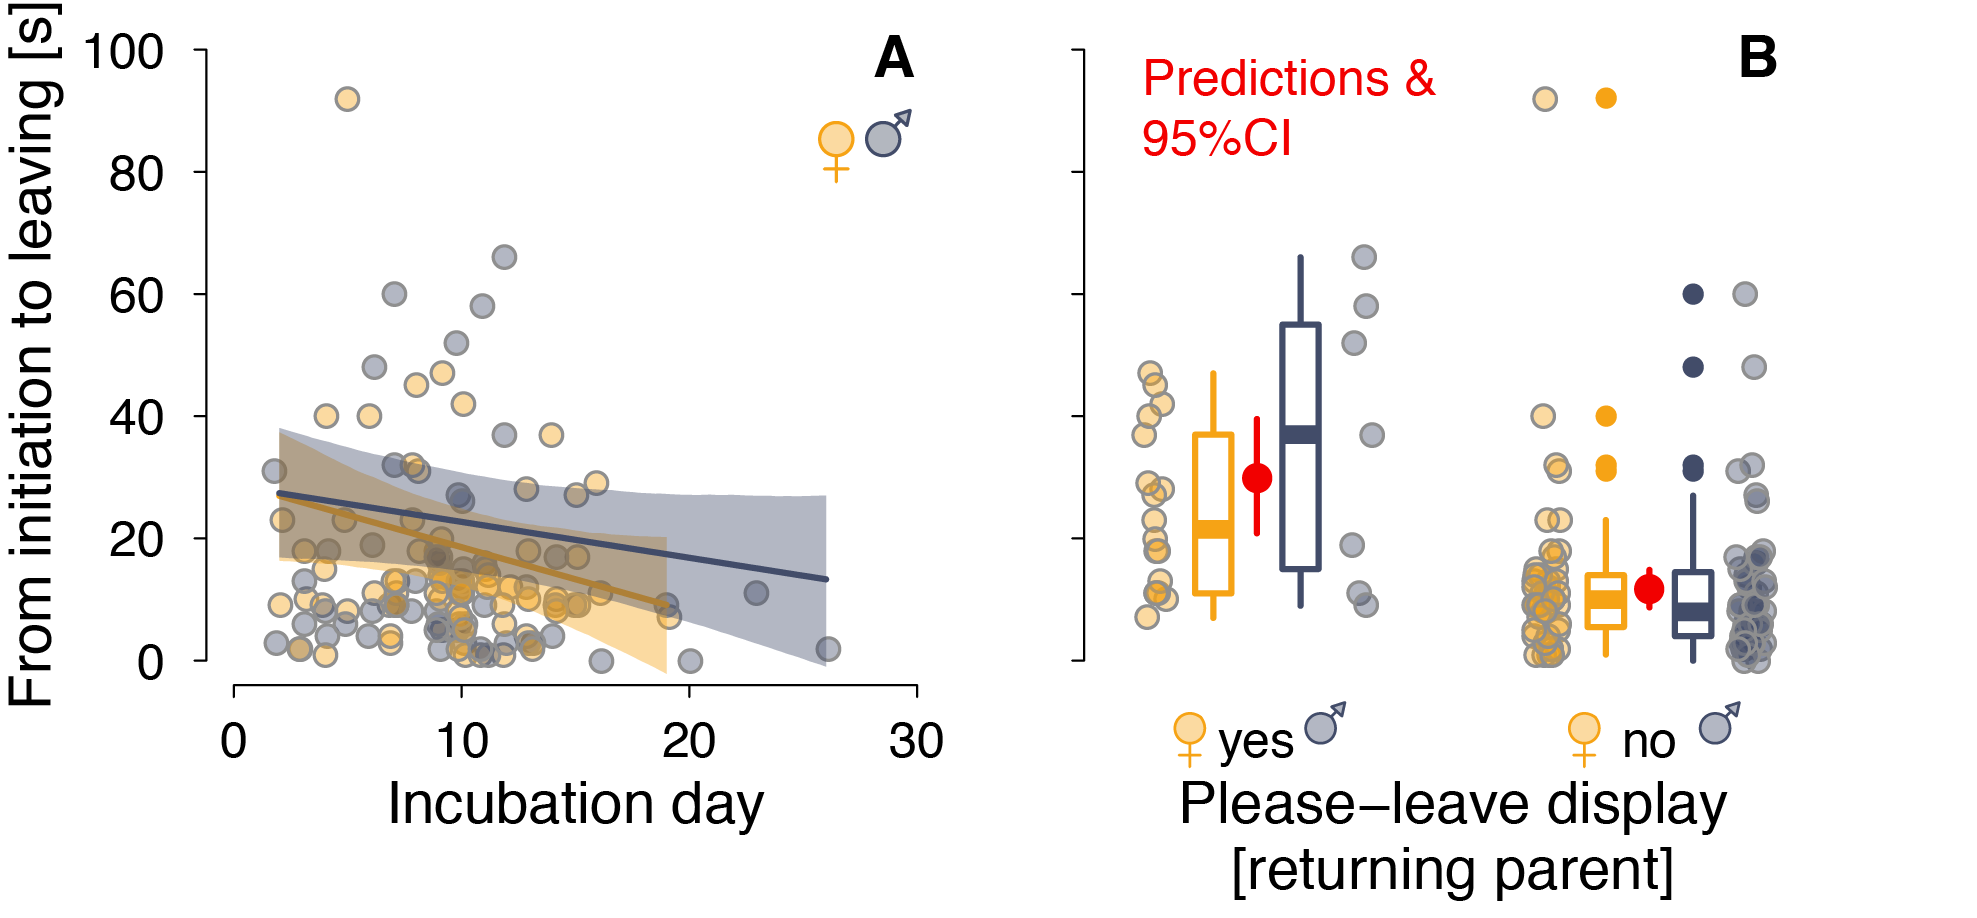 From initiation to leaving [s]
100
80
60
40
20
0
A
0 10 20 30
Incubation day
Predictions &
95%CI
B
♀ yes ♂ ♀ no ♂
Please–leave display
[returning parent]